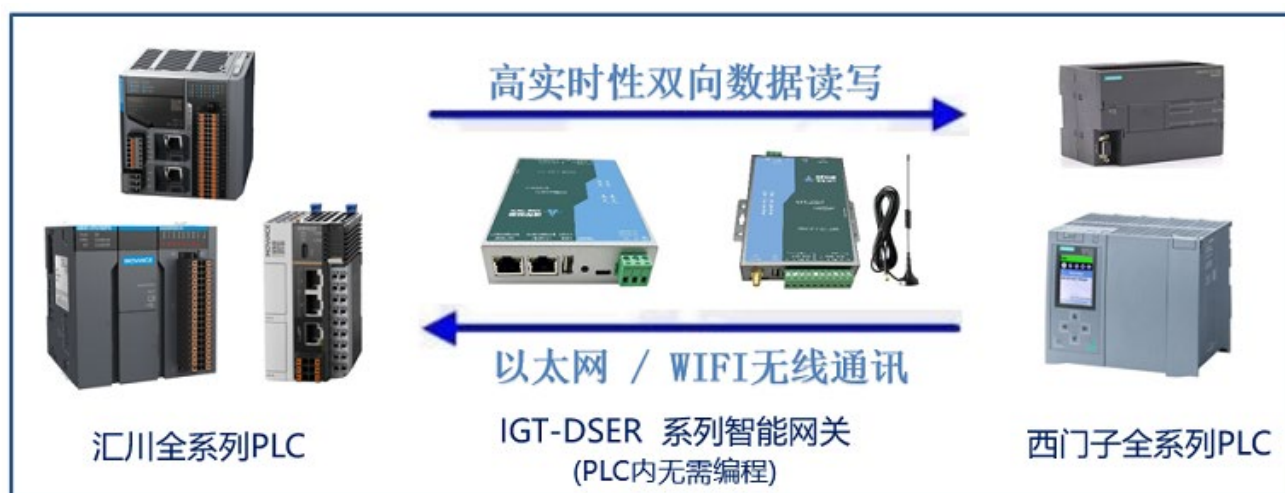 高实时性双向数据读写
INOVANCE
INOVANCE
以太网 / WIFI无线通讯
汇川全系列PLC
IGT-DSER 系列智能网关
(PLC内无需编程)
西门子全系列PLC